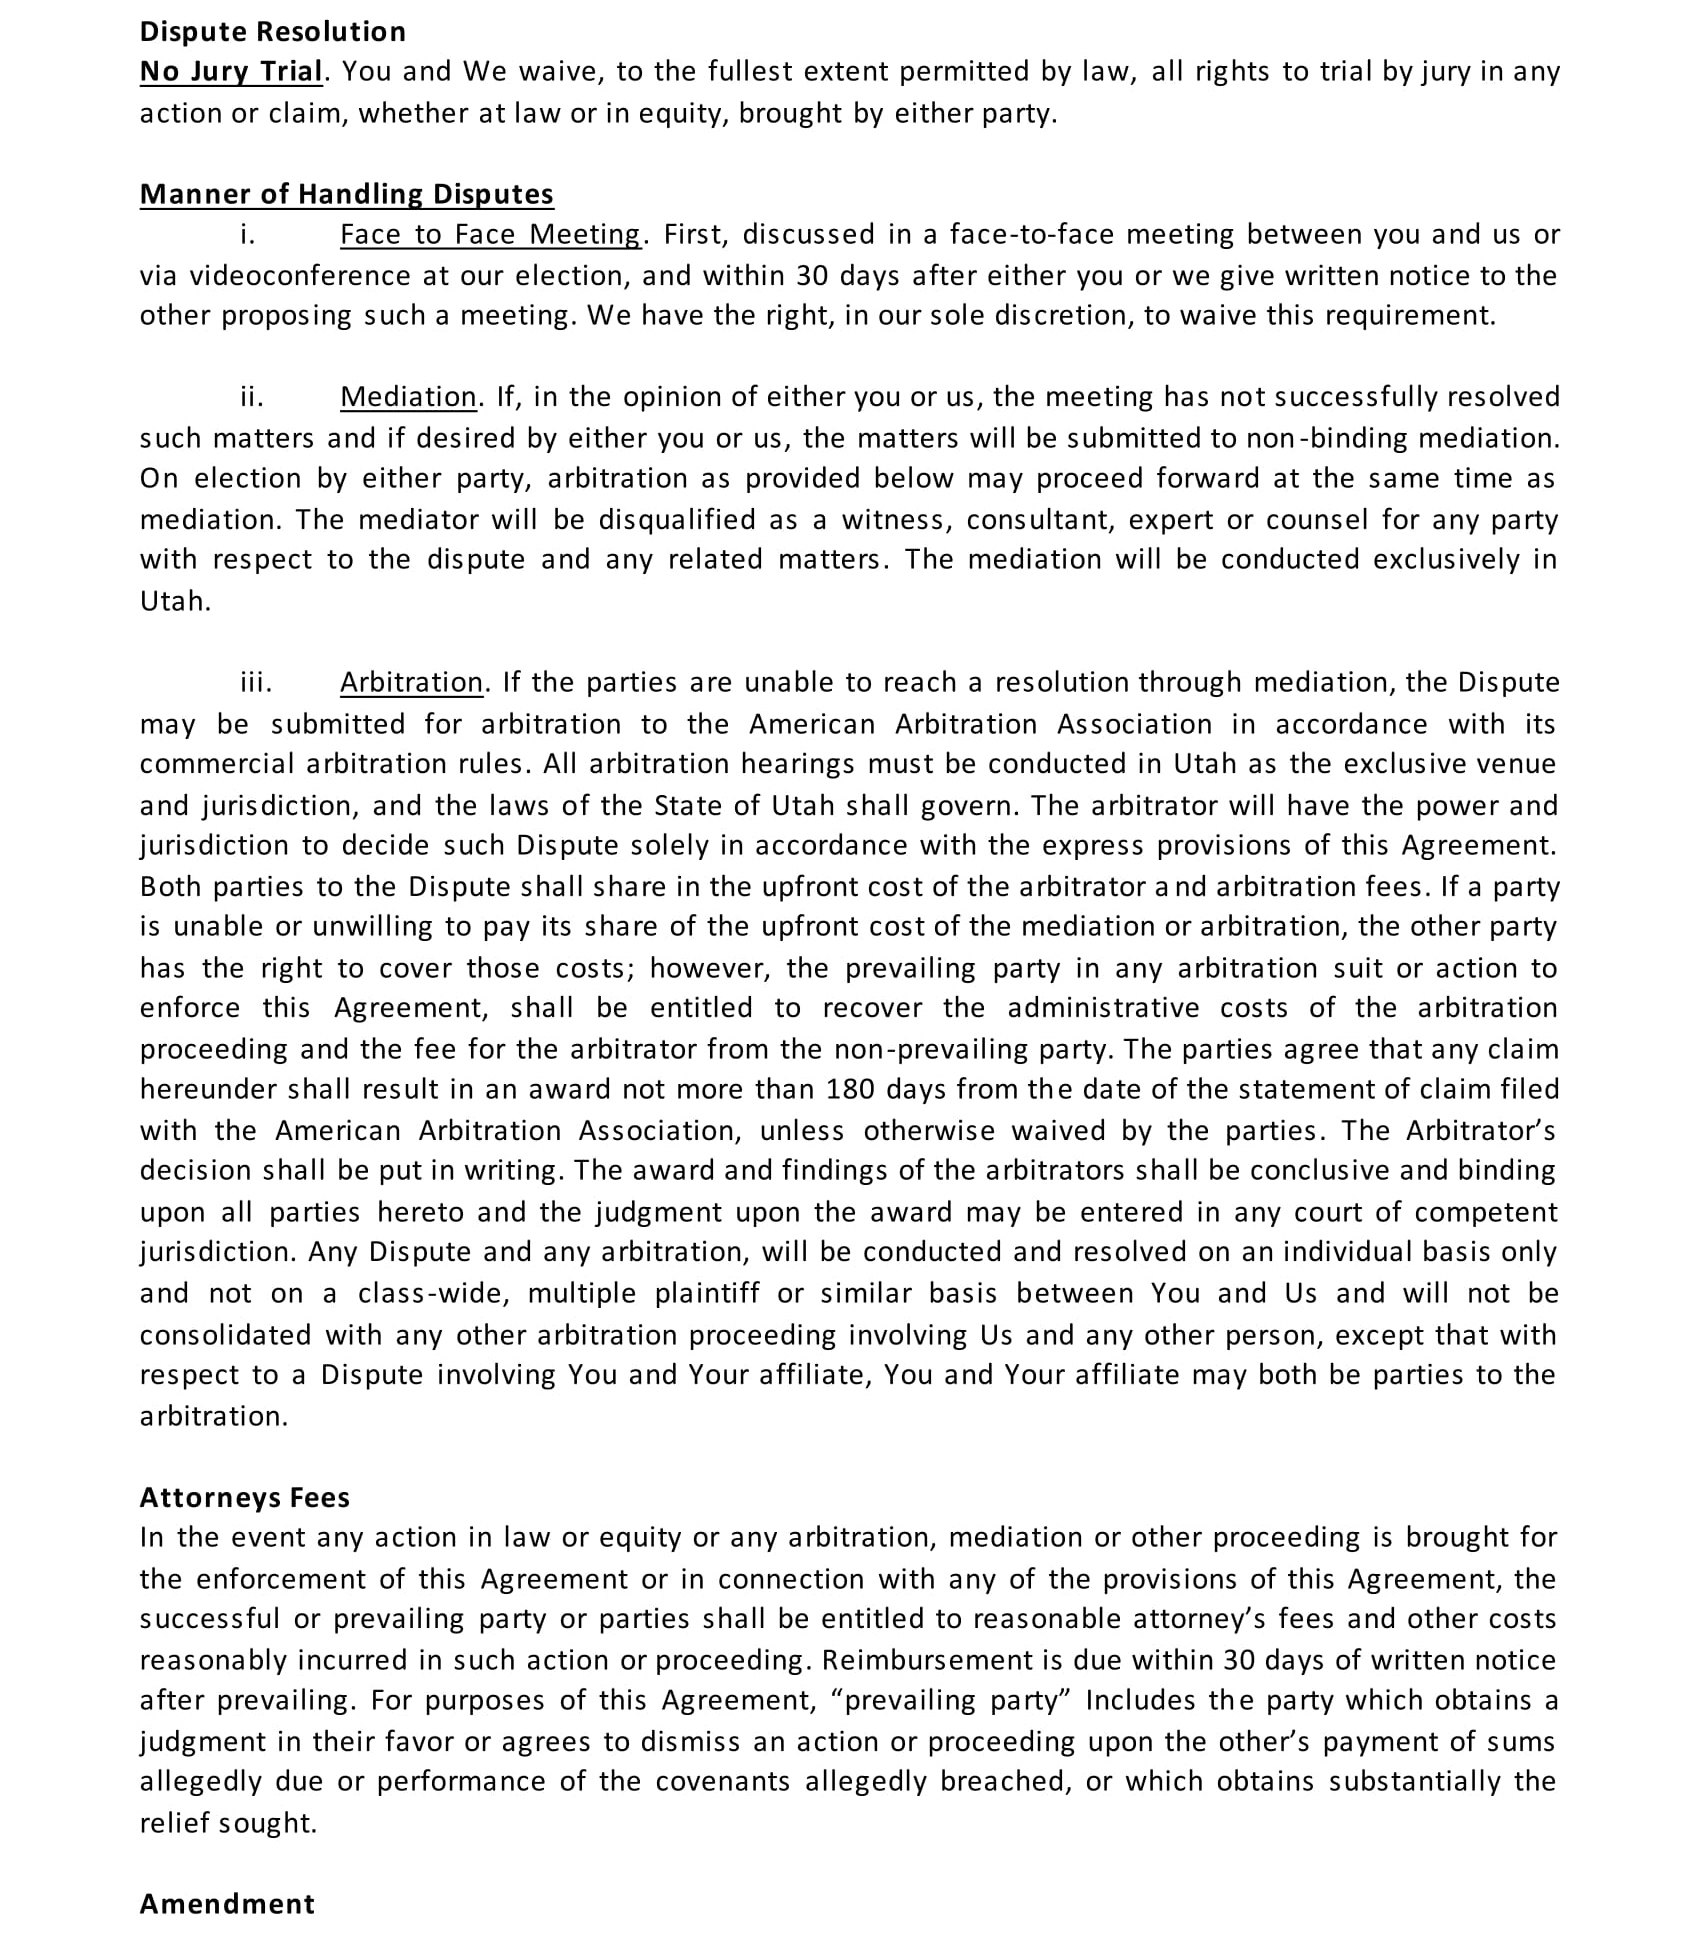 Dispute Resolution
No Jury Trial. You and We waive, to the fullest extent permitted by law, all rights to trial by jury in any
action or claim, whether at law or in equity, brought by either party.
Manner of Handling Disputes
i. Face to Face Meeting. First, discussed in a face-to-face meeting between you and us or
via videoconference at our election, and within 30 days after either you or we give written notice to the
other proposing such a meeting. We have the right, in our sole discretion, to waive this requirement.
ii. Mediation. If, in the opinion of either you or us, the meeting has not successfully resolved
such matters and if desired by either you or us, the matters will be submitted to non-binding mediation.
On election by either party, arbitration as provided below may proceed forward at the same time as
mediation. The mediator will be disqualified as a witness, consultant, expert or counsel for any party
with respect to the dispute and any related matters. The mediation will be conducted exclusively in
Utah.
iii. Arbitration. If the parties are unable to reach a resolution through mediation, the Dispute
may be submitted for arbitration to the American Arbitration Association in accordance with its
commercial arbitration rules. All arbitration hearings must be conducted in Utah as the exclusive venue
and jurisdiction, and the laws of the State of Utah shall govern. The arbitrator will have the power and
jurisdiction to decide such Dispute solely in accordance with the express provisions of this Agreement.
Both parties to the Dispute shall share in the upfront cost of the arbitrator and arbitration fees. If a party
is unable or unwilling to pay its share of the upfront cost of the mediation or arbitration, the other party
has the right to cover those costs; however, the prevailing party in any arbitration suit or action to
enforce this Agreement, shall be entitled to recover the administrative costs of the arbitration
proceeding and the fee for the arbitrator from the non-prevailing party. The parties agree that any claim
hereunder shall result in an award not more than 180 days from the date of the statement of claim filed
with the American Arbitration Association, unless otherwise waived by the parties. The Arbitrator’s
decision shall be put in writing. The award and findings of the arbitrators shall be conclusive and binding
upon all parties hereto and the judgment upon the award may be entered in any court of competent
jurisdiction. Any Dispute and any arbitration, will be conducted and resolved on an individual basis only
and not on a class-wide, multiple plaintiff or similar basis between You and Us and will not be
consolidated with any other arbitration proceeding involving Us and any other person, except that with
respect to a Dispute involving You and Your affiliate, You and Your affiliate may both be parties to the
arbitration.
Attorneys Fees
In the event any action in law or equity or any arbitration, mediation or other proceeding is brought for
the enforcement of this Agreement or in connection with any of the provisions of this Agreement, the
successful or prevailing party or parties shall be entitled to reasonable attorney’s fees and other costs
reasonably incurred in such action or proceeding. Reimbursement is due within 30 days of written notice
after prevailing. For purposes of this Agreement, “prevailing party” Includes the party which obtains a
judgment in their favor or agrees to dismiss an action or proceeding upon the other’s payment of sums
allegedly due or performance of the covenants allegedly breached, or which obtains substantially the
relief sought.
Amendment